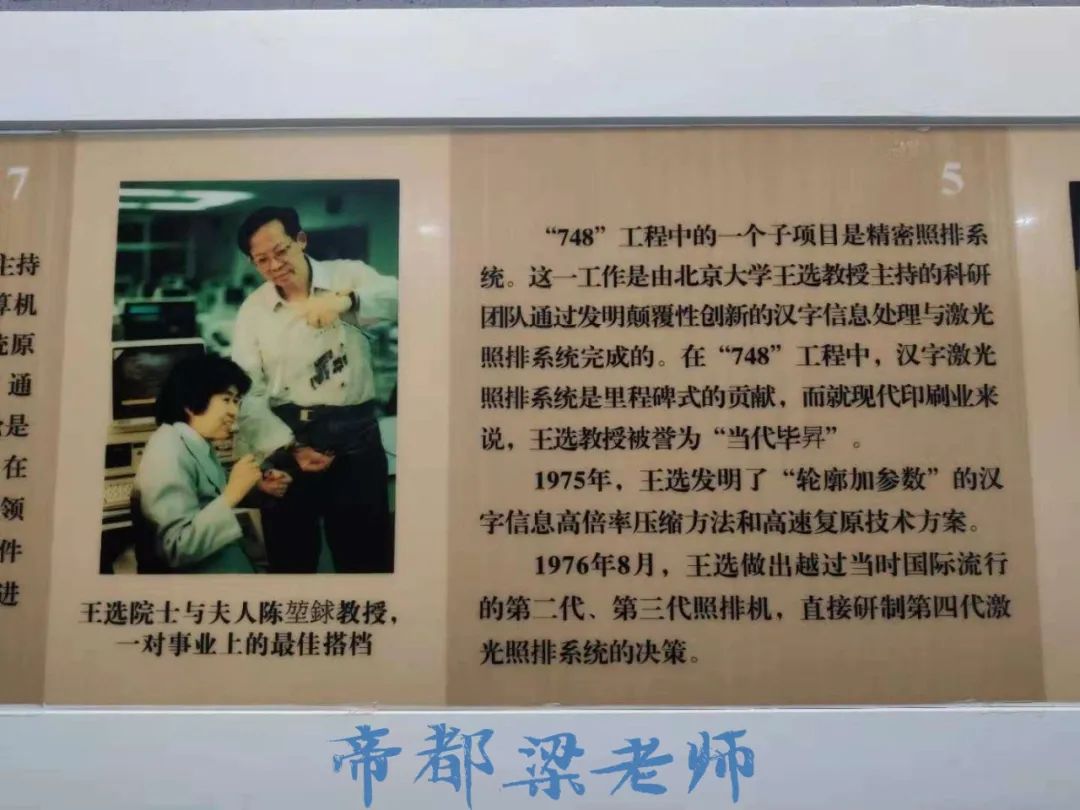 7
主持
算机
统原
通
是
在
领
件
进
王选院士与夫人陈堃銶教授，
一对事业上的最佳搭档
5
“748”工程中的一个子项目是精密照排系
统。这一工作是由北京大学王选教授主持的科研
团队通过发明颠覆性创新的汉字信息处理与激光
照排系统完成的。在“748”工程中，汉字激光
照排系统是里程碑式的贡献，而就现代印刷业来
说，王选教授被誉为“当代毕昇”。
1975年，王选发明了“轮廓加参数”的汉
字信息高倍率压缩方法和高速复原技术方案。
1976年8月，王选做出越过当时国际流行
的第二代、第三代照排机，直接研制第四代激
光照排系统的决策。
帝都梁老师